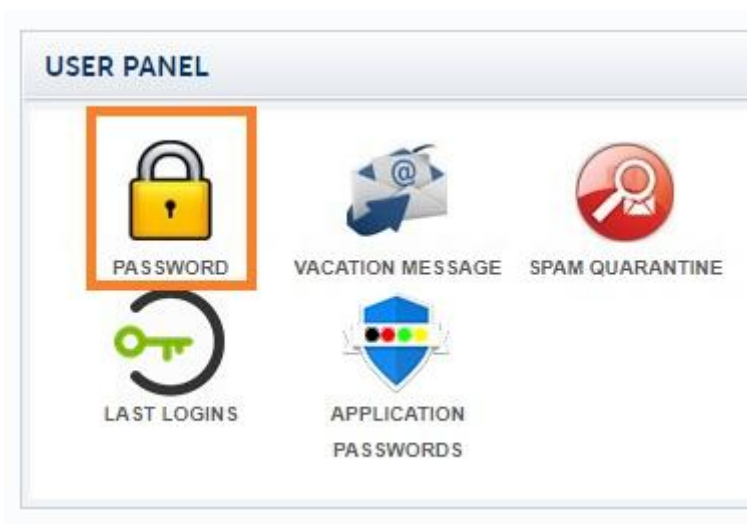 USER PANEL
PASSWORD
VACATION MESSAGE
SPAM QUARANTINE
LAST LOGINS
APPLICATION
PASSWORDS
@